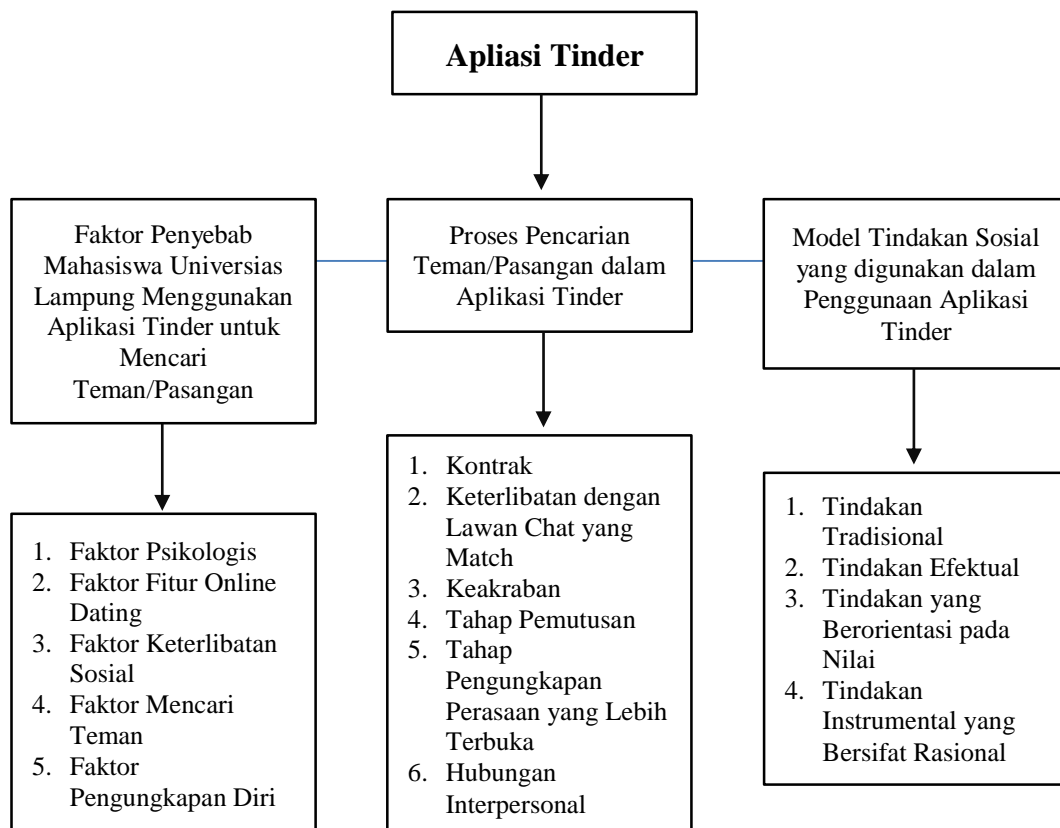 Apliasi Tinder
Faktor Penyebab
Mahasiswa Universias
Lampung Menggunakan
Aplikasi Tinder untuk
Mencari
Teman/Pasangan
Proses Pencarian
Teman/Pasangan dalam
Aplikasi Tinder
Model Tindakan Sosial
yang digunakan dalam
Penggunaan Aplikasi
Tinder
1. Faktor Psikologis
2. Faktor Fitur Online
Dating
3. Faktor Keterlibatan
Sosial
4. Faktor Mencari
Teman
5. Faktor
Pengungkapan Diri
1. Kontrak
2. Keterlibatan dengan
Lawan Chat yang
Match
3. Keakraban
4. Tahap Pemutusan
5. Tahap
Pengungkapan
Perasaan yang Lebih
Terbuka
6. Hubungan
Interpersonal
1. Tindakan
Tradisional
2. Tindakan Efektual
3. Tindakan yang
Berorientasi pada
Nilai
4. Tindakan
Instrumental yang
Bersifat Rasional